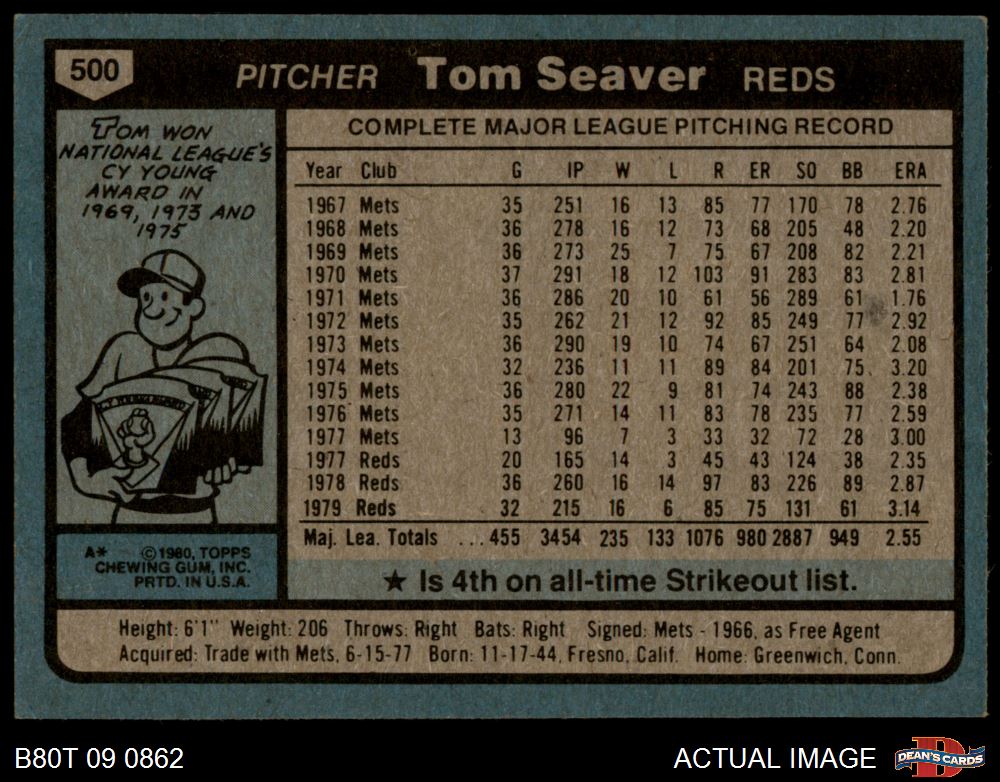 500 PITCHER Tom Seaver REDS
TOM WON
NATIONAL LEAGUE'S
CY YOUNG
AWARD IN
1969, 1973 AND
1975
A* ©1980, TOPPS
CHEWING GUM, INC.
PRTD. IN U.S.A.
COMPLETE MAJOR LEAGUE PITCHING RECORD
Year Club G IP W L R ER SO BB ERA
1967 Mets 35 251 16 13 85 77 170 78 2.76
1968 Mets 36 278 16 12 73 68 205 48 2.20
1969 Mets 36 273 25 7 75 67 208 82 2.21
1970 Mets 37 291 18 12 103 91 283 83 2.81
1971 Mets 36 286 20 10 61 56 289 61 1.76
1972 Mets 35 262 21 12 92 85 249 77 2.92
1973 Mets 36 290 19 10 74 67 251 64 2.08
1974 Mets 32 236 11 11 89 84 201 75 3.20
1975 Mets 36 280 22 9 81 74 243 88 2.38
1976 Mets 35 271 14 11 83 78 235 77 2.59
1977 Mets 13 96 7 3 33 32 72 28 3.00
1977 Reds 20 165 14 3 45 43 124 38 2.35
1978 Reds 36 260 16 14 97 83 226 89 2.87
1979 Reds 32 215 16 6 85 75 131 61 3.14
Maj. Lea. Totals ...455 3454 235 133 1076 980 2887 949 2.55
★ Is 4th on all-time Strikeout list.
Height: 6'1" Weight: 206 Throws: Right Bats: Right Signed: Mets - 1966, as Free Agent
Acquired: Trade with Mets, 6-15-77 Born: 11-17-44, Fresno, Calif. Home: Greenwich, Conn.
B80T 09 0862 ACTUAL IMAGE DEAN'S CARDS